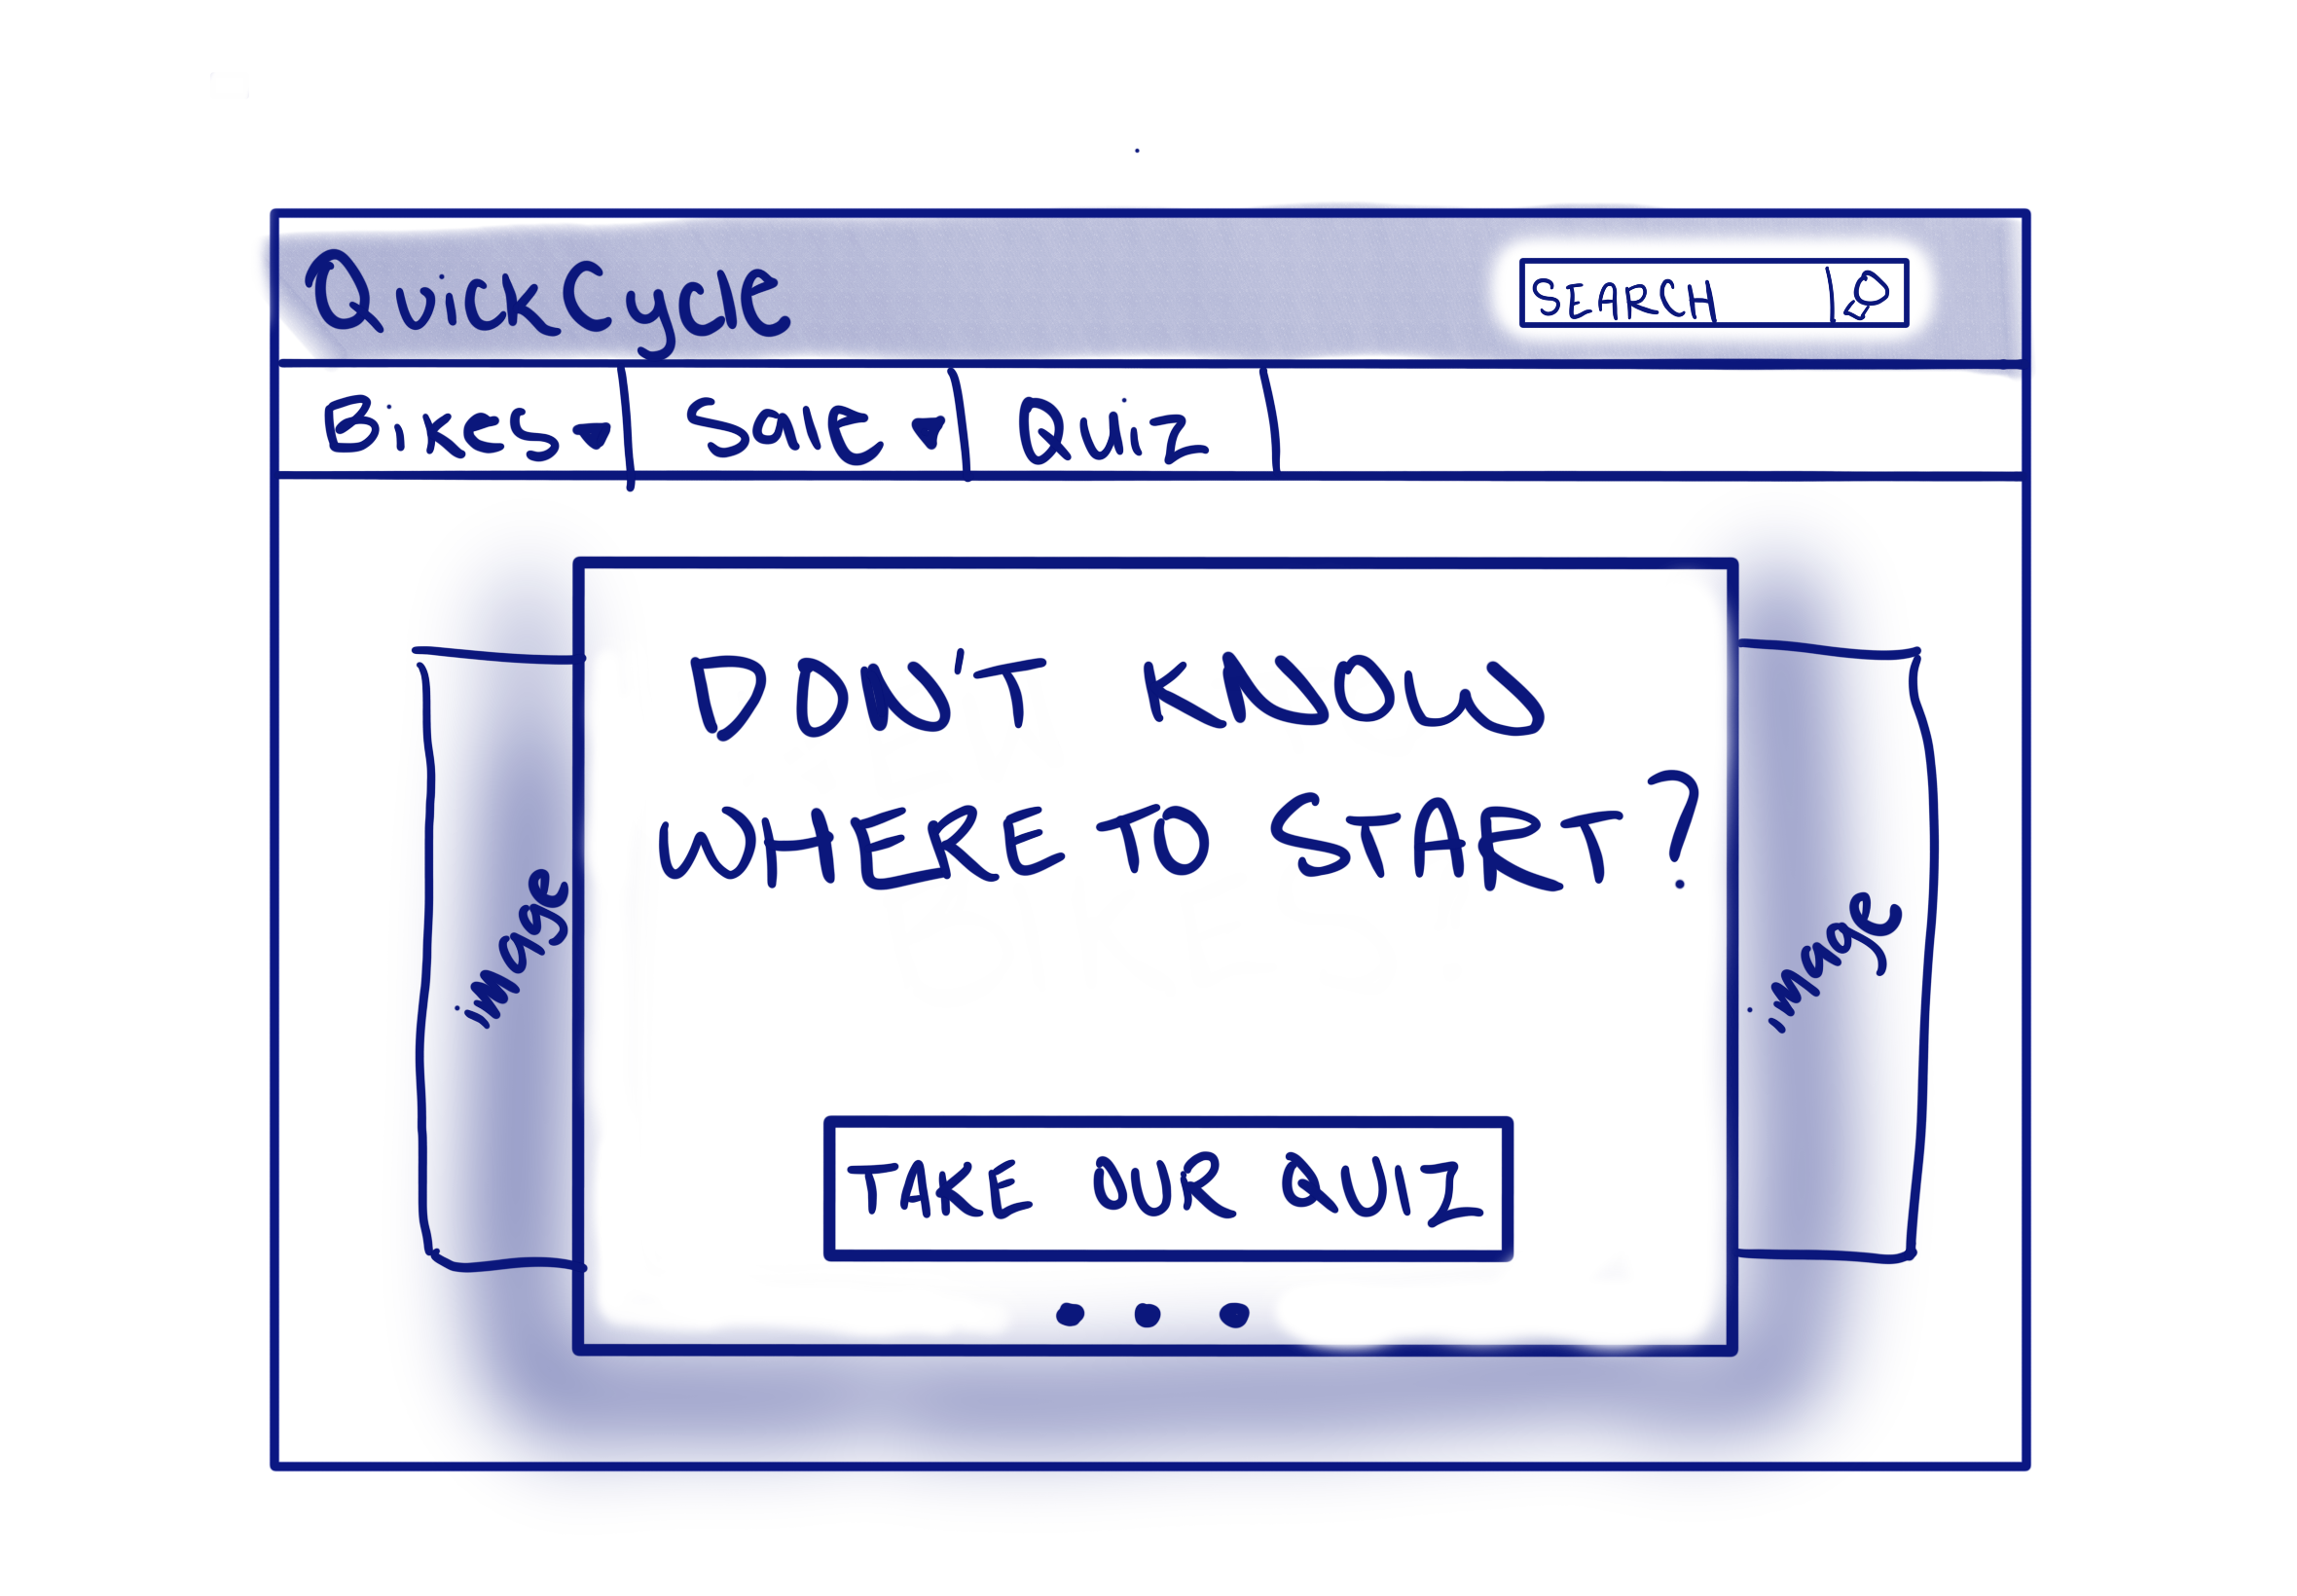 QuickCycle
SEARCH
Bikes Sale Quiz
DON'T KNOW
WHERE TO START?
image
image
TAKE OUR QUIZ